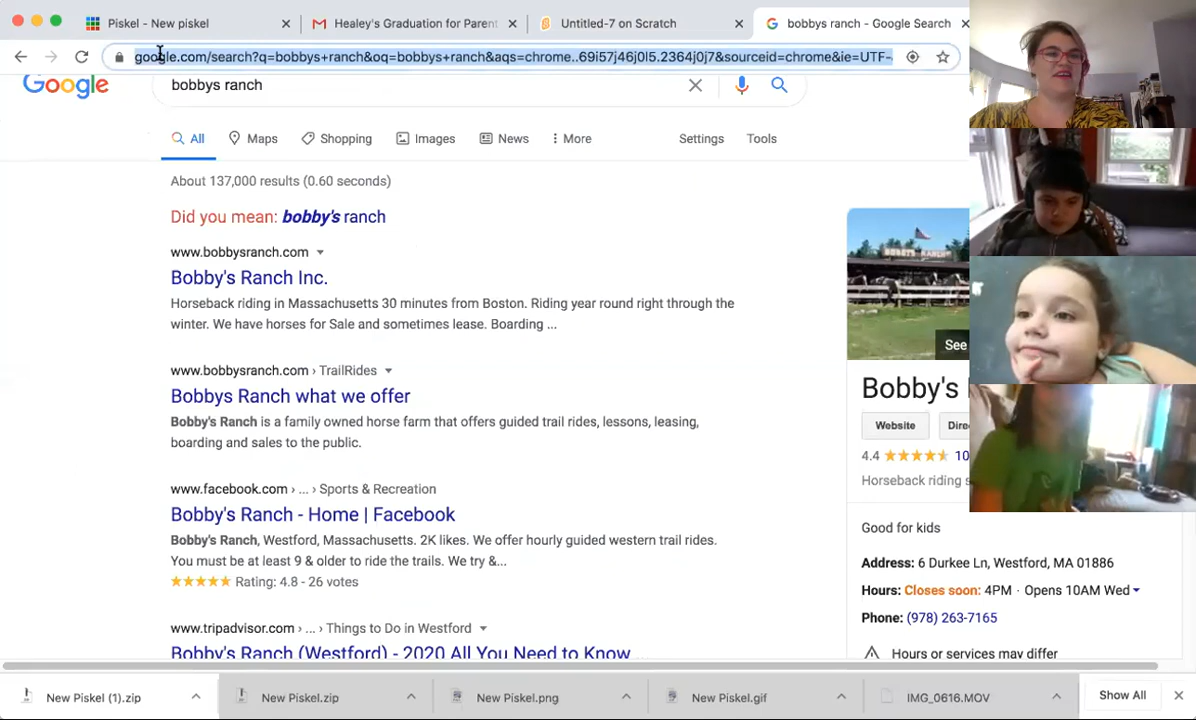 Piskel - New piskel
Healey's Graduation for Parent
Untitled-7 on Scratch
bobbys ranch - Google Search
google.com/search?q=bobbys+ranch&oq=bobbys+ranch&aqs=chrome..69i57j46j0l5.2364j0j7&sourceid=chrome&ie=UTF-
Google
bobbys ranch
All
Maps
Shopping
Images
News
More
Settings
Tools
About 137,000 results (0.60 seconds)
Did you mean: bobby's ranch
www.bobbysranch.com
Bobby's Ranch Inc.
Horseback riding in Massachusetts 30 minutes from Boston. Riding year round right through the
winter. We have horses for Sale and sometimes lease. Boarding ...
www.bobbysranch.com › TrailRides
Bobbys Ranch what we offer
Bobby's Ranch is a family owned horse farm that offers guided trail rides, lessons, leasing,
boarding and sales to the public.
www.facebook.com › ... › Sports & Recreation
Bobby's Ranch - Home | Facebook
Bobby's Ranch, Westford, Massachusetts. 2K likes. We offer hourly guided western trail rides.
You must be at least 9 & older to ride the trails. We try &...
Rating: 4.8 - 26 votes
www.tripadvisor.com › ... › Things to Do in Westford
Bobby's Ranch (Westford) - 2020 All You Need to Know
See
Bobby's
Website
Dire
4.4
10
Horseback riding s
Good for kids
Address: 6 Durkee Ln, Westford, MA 01886
Hours: Closes soon: 4PM · Opens 10AM Wed
Phone: (978) 263-7165
Hours or services may differ
New Piskel (1).zip
New Piskel.zip
New Piskel.png
New Piskel.gif
IMG_0616.MOV
Show All